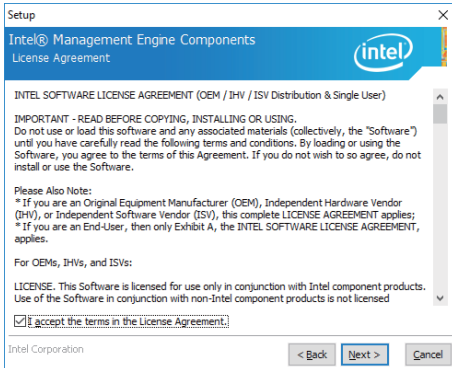 Setup
Intel® Management Engine Components
License Agreement
intel
INTEL SOFTWARE LICENSE AGREEMENT (OEM / IHV / ISV Distribution & Single User)
IMPORTANT - READ BEFORE COPYING, INSTALLING OR USING.
Do not use or load this software and any associated materials (collectively, the "Software")
until you have carefully read the following terms and conditions. By loading or using the
Software, you agree to the terms of this Agreement. If you do not wish to so agree, do not
install or use the Software.
Please Also Note:
* If you are an Original Equipment Manufacturer (OEM), Independent Hardware Vendor
(IHV), or Independent Software Vendor (ISV), this complete LICENSE AGREEMENT applies;
* If you are an End-User, then only Exhibit A, the INTEL SOFTWARE LICENSE AGREEMENT,
applies.
For OEMs, IHVs, and ISVs:
LICENSE. This Software is licensed for use only in conjunction with Intel component products.
Use of the Software in conjunction with non-Intel component products is not licensed
I accept the terms in the License Agreement.
Intel Corporation
< Back Next > Cancel